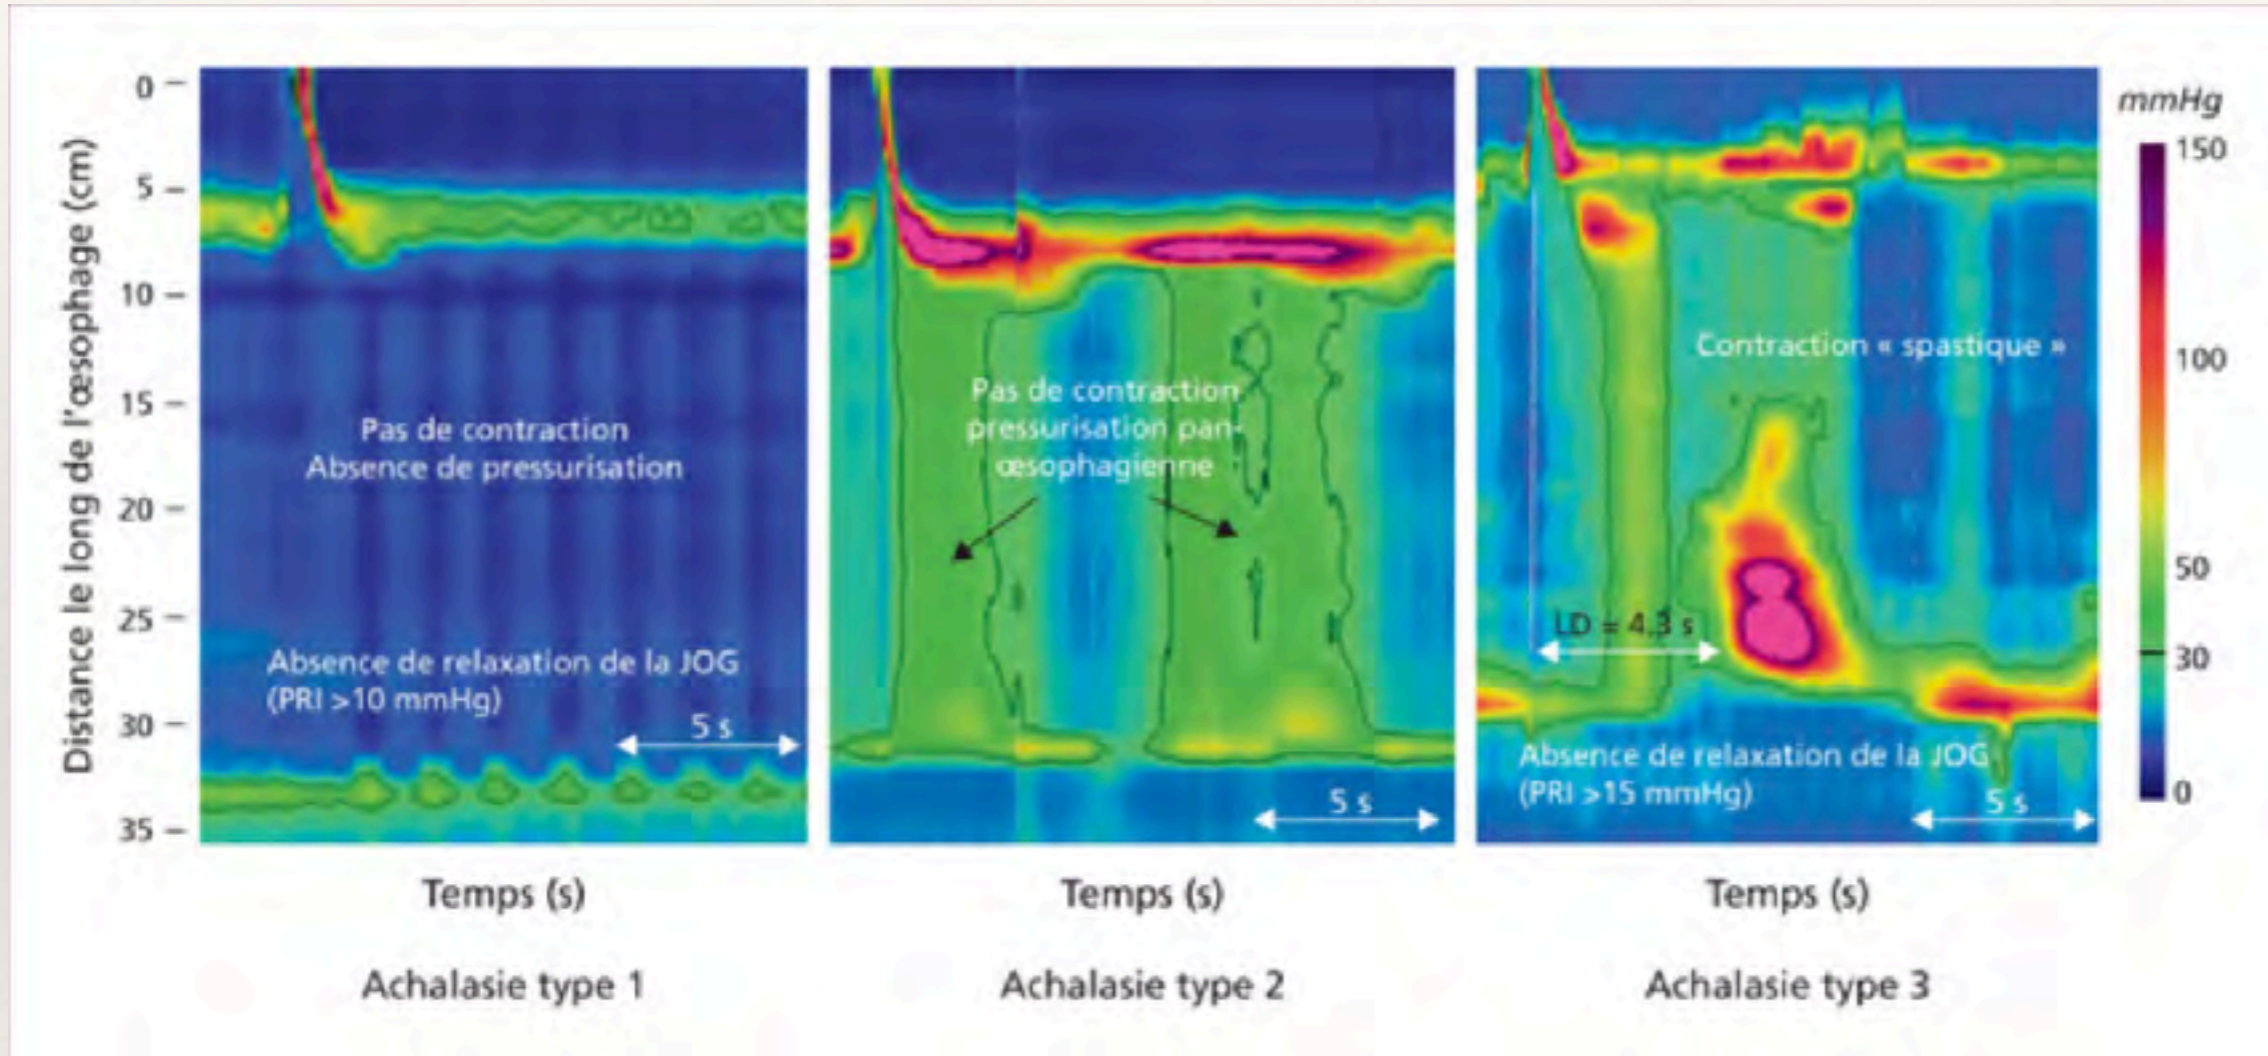 Distance le long de l'œsophage (cm)
0
5
10
15
20
25
30
35
Pas de contraction
Absence de pressurisation
Absence de relaxation de la JOG
(PRI >10 mmHg)
5 s
Temps (s)
Achalasie type 1
Pas de contraction
pressurisation pan-
œsophagienne
5 s
Temps (s)
Achalasie type 2
Contraction « spastique »
LD = 4.3 s
Absence de relaxation de la JOG
(PRI >15 mmHg)
5 s
Temps (s)
Achalasie type 3
mmHg
150
100
50
30
0